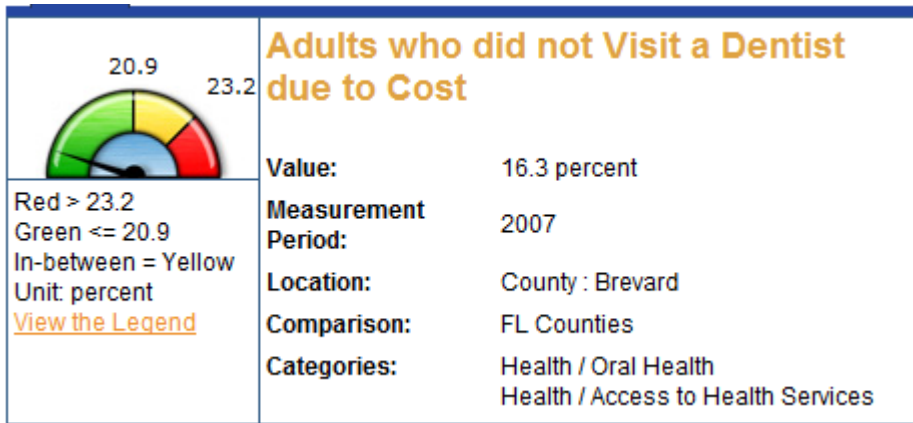 20.9
23.2
Red > 23.2
Green <= 20.9
In-between = Yellow
Unit: percent
View the Legend
Adults who did not Visit a Dentist
due to Cost
Value: 16.3 percent
Measurement
Period: 2007
Location: County : Brevard
Comparison: FL Counties
Categories: Health / Oral Health
Health / Access to Health Services